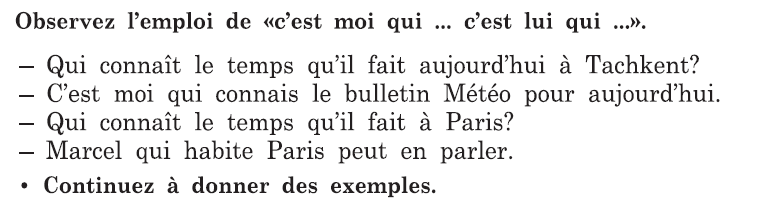 Observez l'emploi de «c'est moi qui ... c'est lui qui ...».
– Qui connaît le temps qu'il fait aujourd'hui à Tachkent?
– C'est moi qui connais le bulletin Météo pour aujourd'hui.
– Qui connaît le temps qu'il fait à Paris?
– Marcel qui habite Paris peut en parler.
• Continuez à donner des exemples.